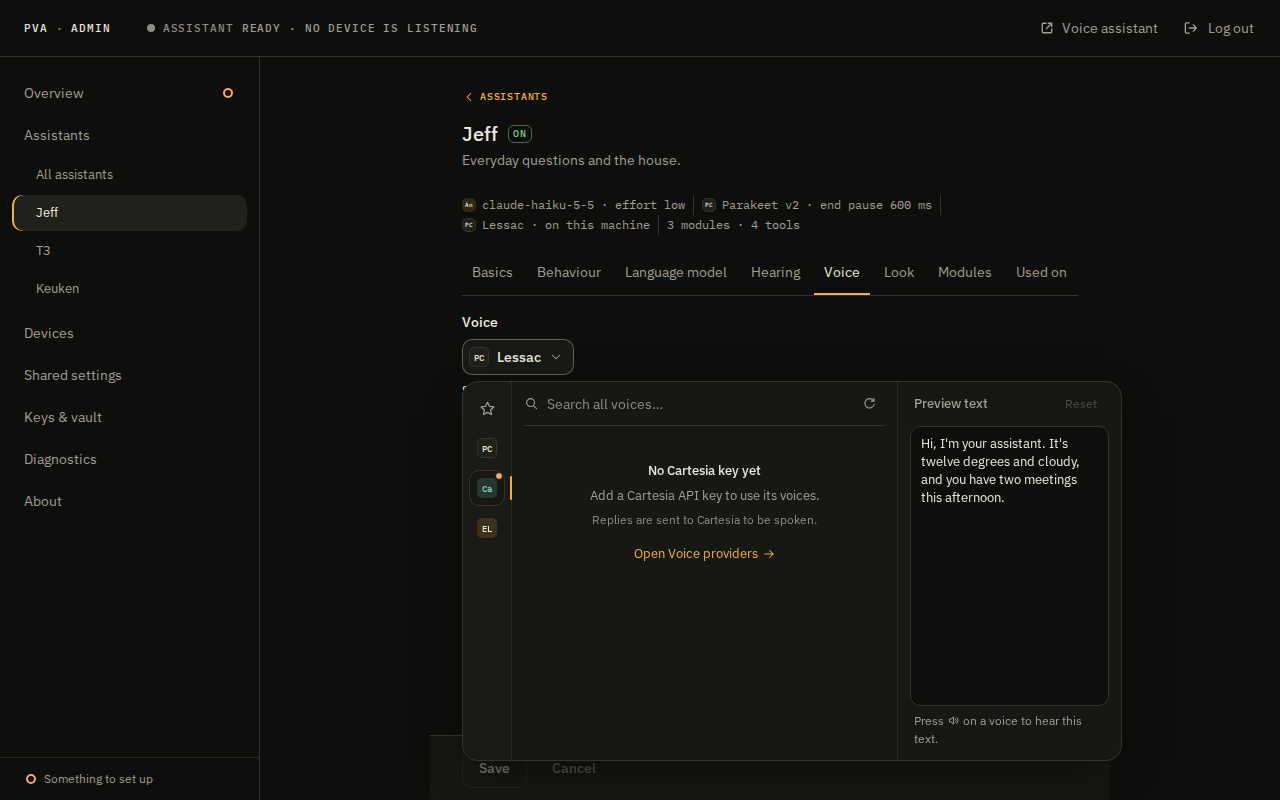 PVA · ADMIN
ASSISTANT READY · NO DEVICE IS LISTENING
Voice assistant
Log out
Overview
Assistants
All assistants
Jeff
T3
Keuken
Devices
Shared settings
Keys & vault
Diagnostics
About
Something to set up
ASSISTANTS
Jeff ON
Everyday questions and the house.
An claude-haiku-5-5 · effort low
PC Parakeet v2 · end pause 600 ms
PC Lessac · on this machine
3 modules · 4 tools
Basics
Behaviour
Language model
Hearing
Voice
Look
Modules
Used on
Voice
PC Lessac
PC
Ca
EL
Search all voices...
No Cartesia key yet
Add a Cartesia API key to use its voices.
Replies are sent to Cartesia to be spoken.
Open Voice providers →
Preview text
Reset
Hi, I'm your assistant. It's
twelve degrees and cloudy,
and you have two meetings
this afternoon.
Press on a voice to hear this
text.
Save
Cancel